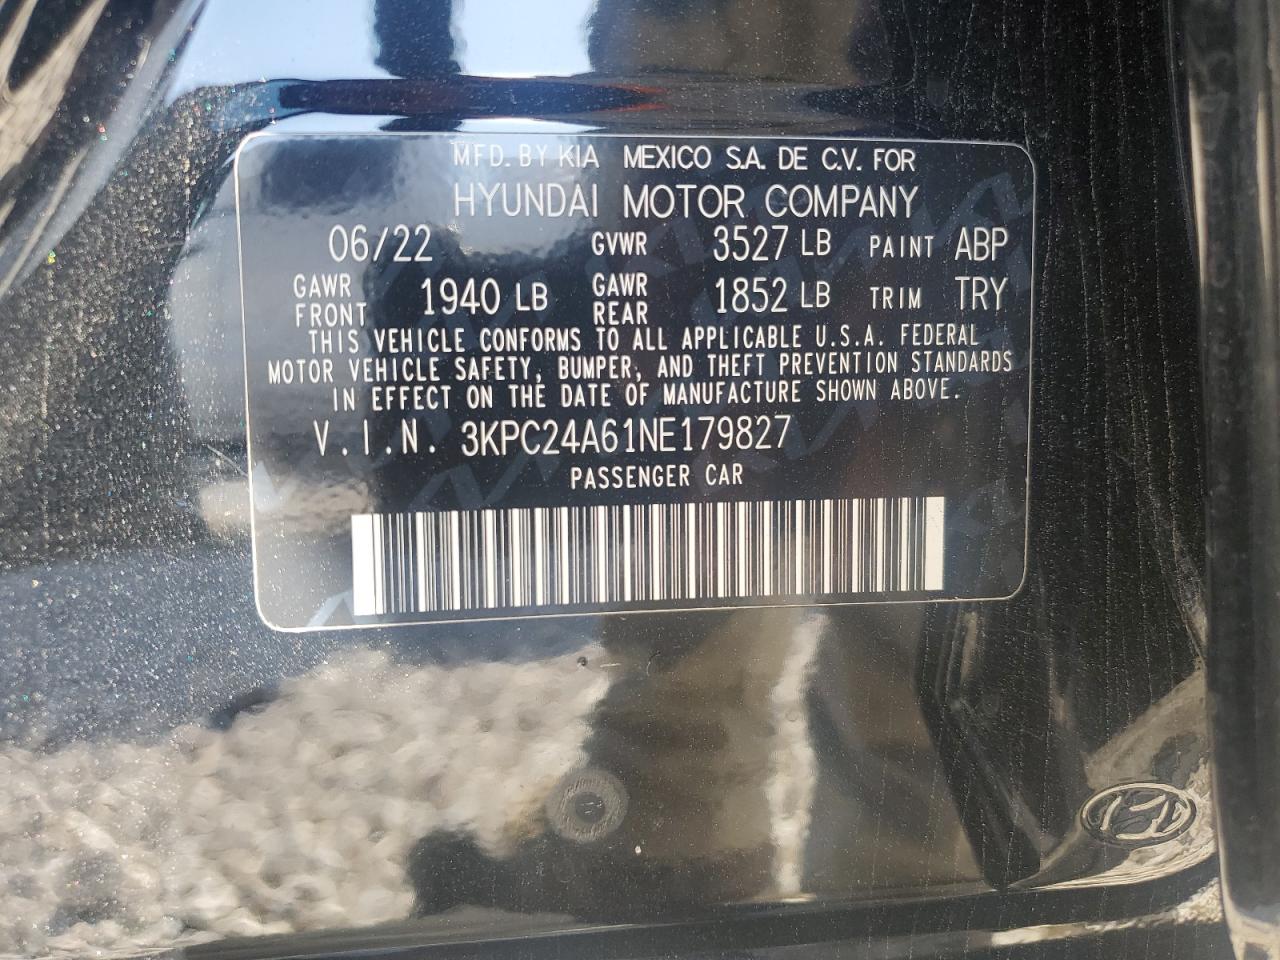 MFD. BY KIA MEXICO S.A. DE C.V. FOR
HYUNDAI MOTOR COMPANY
06/22 GVWR 3527 LB PAINT ABP
GAWR FRONT 1940 LB GAWR REAR 1852 LB TRIM TRY
THIS VEHICLE CONFORMS TO ALL APPLICABLE U.S.A. FEDERAL
MOTOR VEHICLE SAFETY, BUMPER, AND THEFT PREVENTION STANDARDS
IN EFFECT ON THE DATE OF MANUFACTURE SHOWN ABOVE.
V.I.N. 3KPC24A61NE179827
PASSENGER CAR